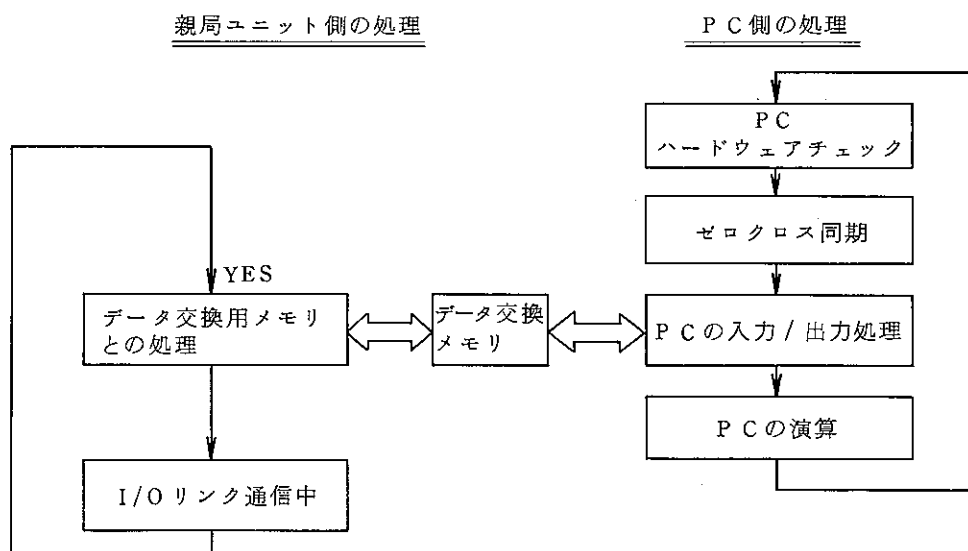 親局ユニット側の処理
PC側の処理
PC
ハードウェアチェック
ゼロクロス同期
YES
データ交換用メモリ
との処理
データ交換
メモリ
PCの入力/出力処理
PCの演算
I/Oリンク通信中